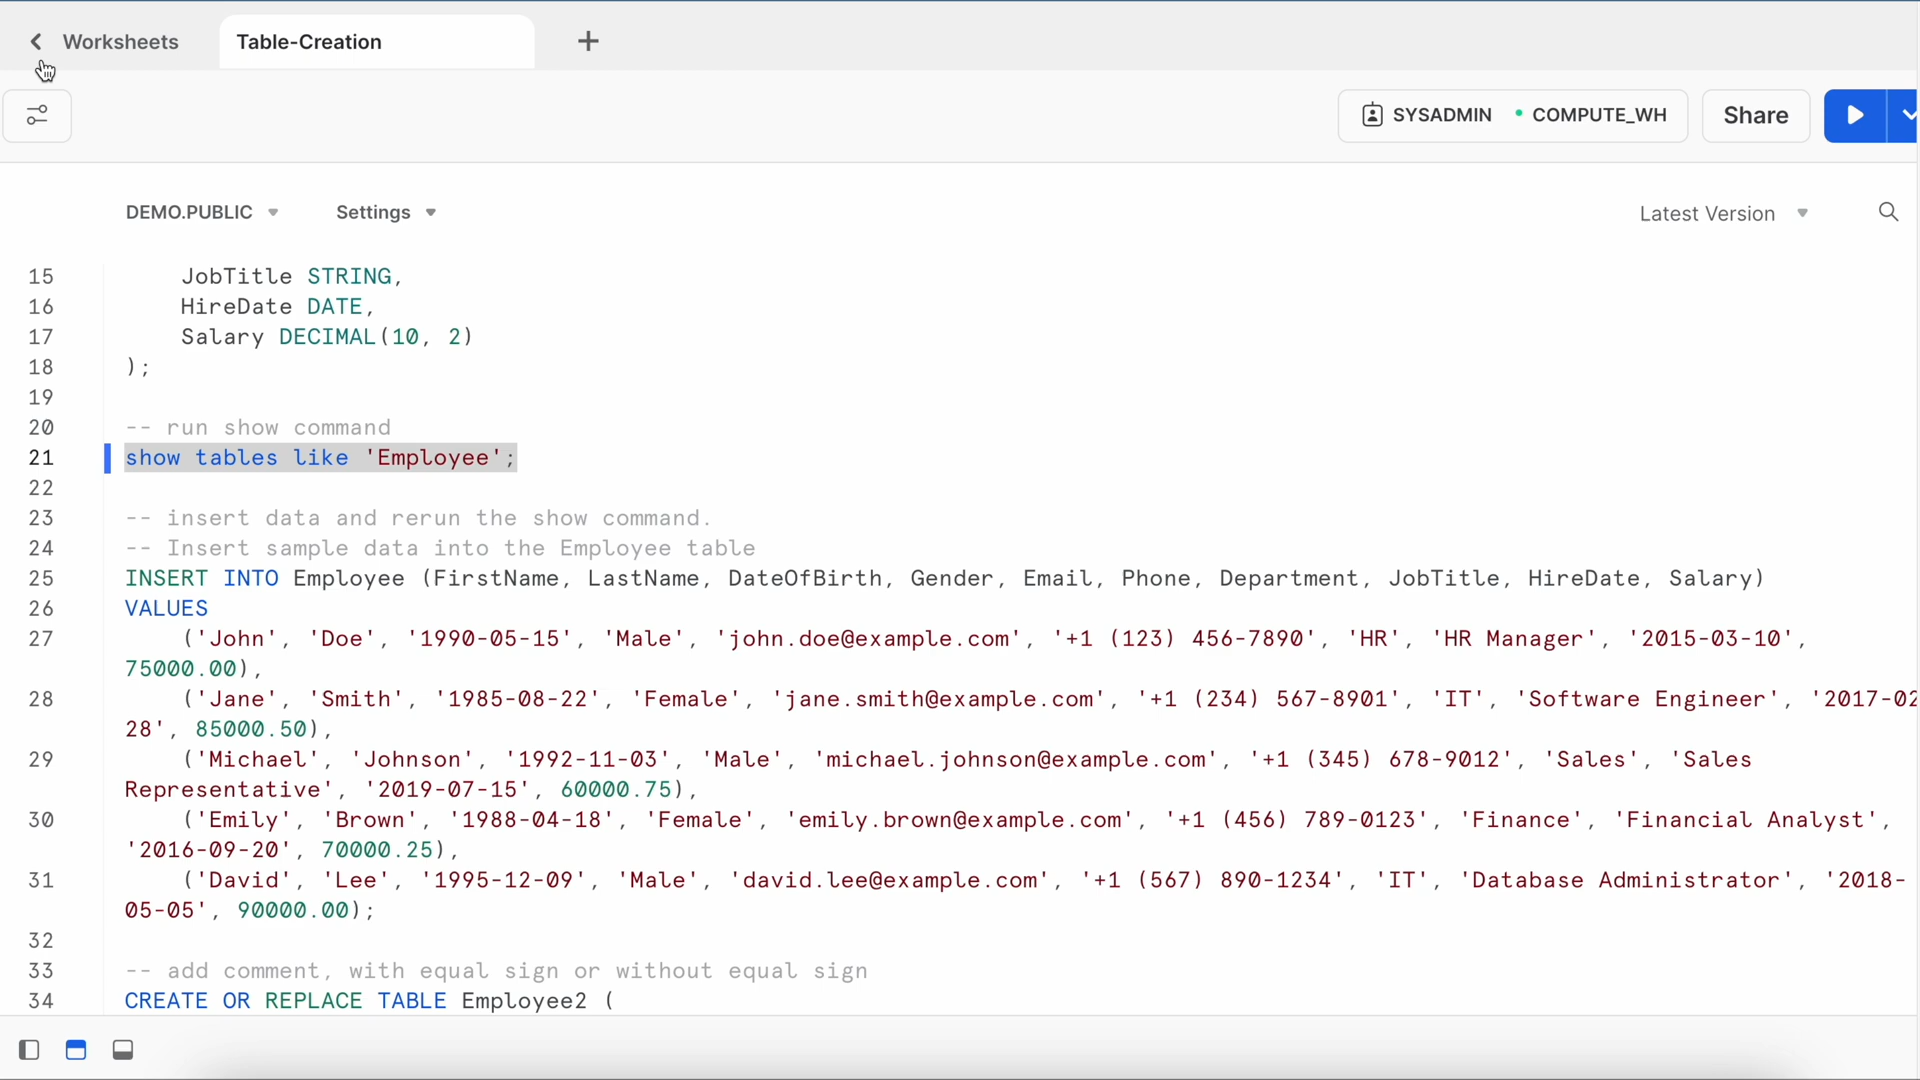 Worksheets
Table-Creation
SYSADMIN COMPUTE_WH
Share
DEMO.PUBLIC
Settings
Latest Version
15 JobTitle STRING,
16 HireDate DATE,
17 Salary DECIMAL(10, 2)
18 );
19
20 -- run show command
21 show tables like 'Employee';
22
23 -- insert data and rerun the show command.
24 -- Insert sample data into the Employee table
25 INSERT INTO Employee (FirstName, LastName, DateOfBirth, Gender, Email, Phone, Department, JobTitle, HireDate, Salary)
26 VALUES
27 ('John', 'Doe', '1990-05-15', 'Male', 'john.doe@example.com', '+1 (123) 456-7890', 'HR', 'HR Manager', '2015-03-10',
75000.00),
28 ('Jane', 'Smith', '1985-08-22', 'Female', 'jane.smith@example.com', '+1 (234) 567-8901', 'IT', 'Software Engineer', '2017-02
28', 85000.50),
29 ('Michael', 'Johnson', '1992-11-03', 'Male', 'michael.johnson@example.com', '+1 (345) 678-9012', 'Sales', 'Sales
Representative', '2019-07-15', 60000.75),
30 ('Emily', 'Brown', '1988-04-18', 'Female', 'emily.brown@example.com', '+1 (456) 789-0123', 'Finance', 'Financial Analyst',
'2016-09-20', 70000.25),
31 ('David', 'Lee', '1995-12-09', 'Male', 'david.lee@example.com', '+1 (567) 890-1234', 'IT', 'Database Administrator', '2018-
05-05', 90000.00);
32
33 -- add comment, with equal sign or without equal sign
34 CREATE OR REPLACE TABLE Employee2 (